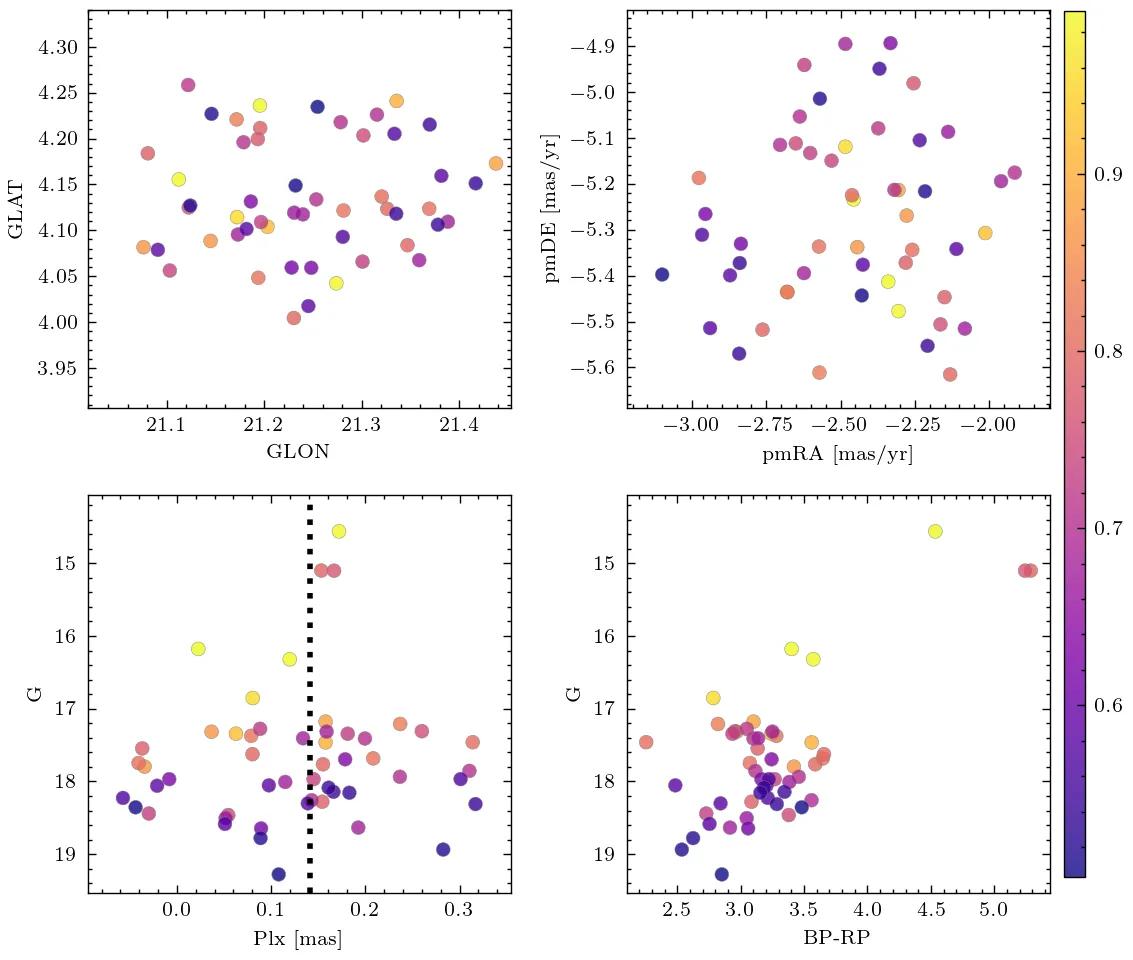 4.30
4.25
4.20
4.15
4.10
4.05
4.00
3.95
GLAT
21.1 21.2 21.3 21.4
GLON
−4.9
−5.0
−5.1
−5.2
−5.3
−5.4
−5.5
−5.6
pmDE [mas/yr]
−3.00 −2.75 −2.50 −2.25 −2.00
pmRA [mas/yr]
0.9
0.8
0.7
0.6
15
16
17
18
19
G
0.0 0.1 0.2 0.3
Plx [mas]
15
16
17
18
19
G
2.5 3.0 3.5 4.0 4.5 5.0
BP-RP